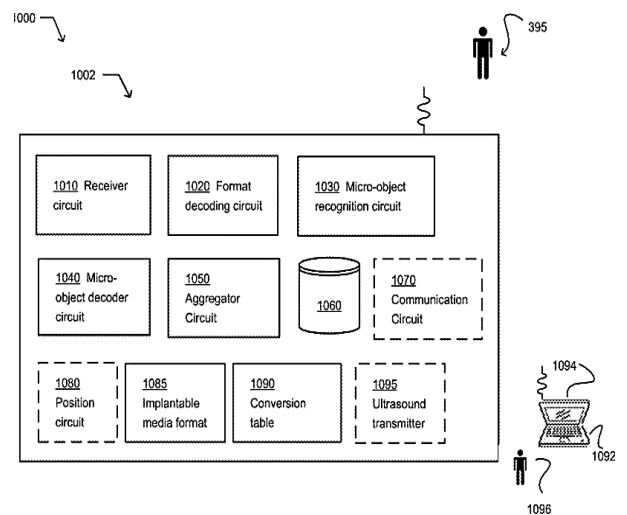 1000
395
1002
1010 Receiver
circuit
1020 Format
decoding circuit
1030 Micro-object
recognition circuit
1040 Micro-
object decoder
circuit
1050
Aggregator
Circuit
1060
1070
Communication
Circuit
1080
Position
circuit
1085
Implantable
media format
1090
Conversion
table
1095
Ultrasound
transmitter
1094
1092
1096